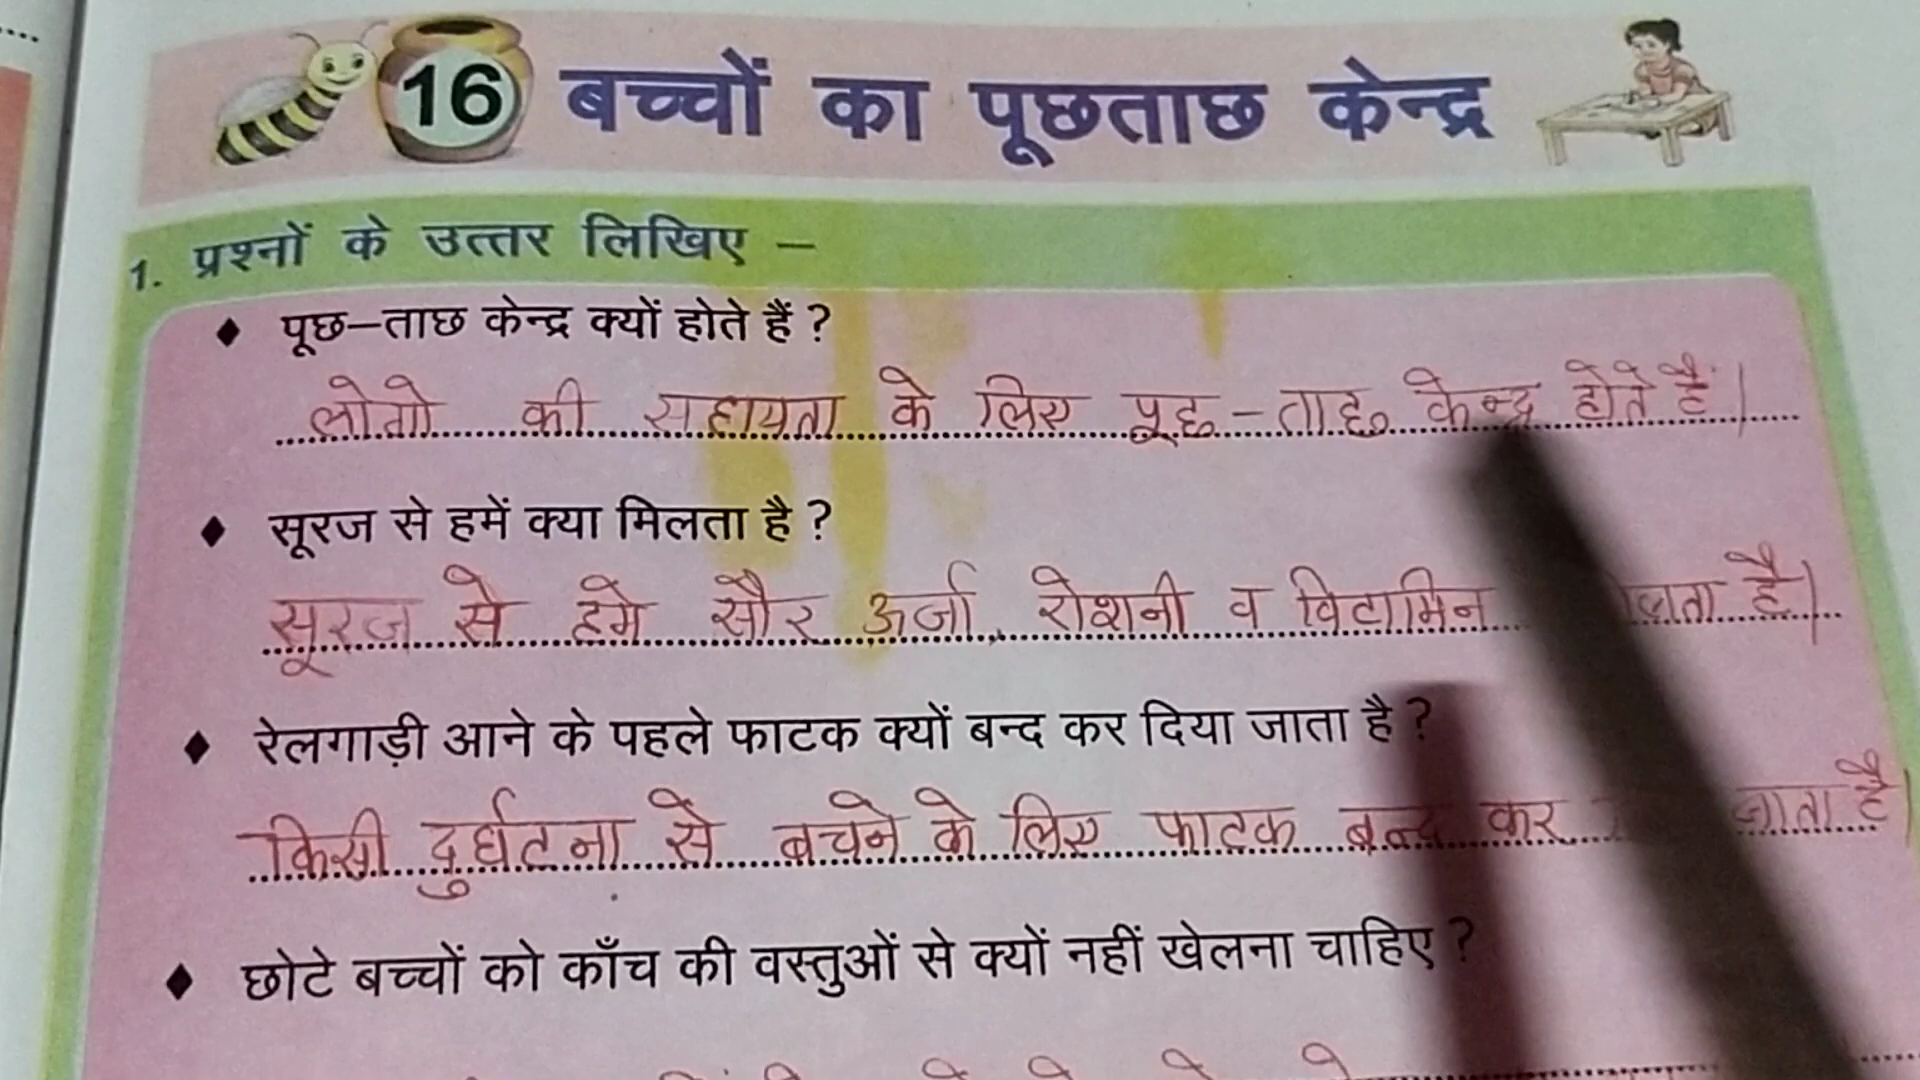 16 बच्चों का पूछताछ केन्द्र
1. प्रश्नों के उत्तर लिखिए –
♦ पूछ–ताछ केन्द्र क्यों होते हैं ?
लोगो की सहायता के लिए पूछ - ताछ केन्द्र होते है।
♦ सूरज से हमें क्या मिलता है ?
सूरज से हमे सौर ऊर्जा, रोशनी व विटामिन है।
♦ रेलगाड़ी आने के पहले फाटक क्यों बन्द कर दिया जाता है ?
किसी दुर्घटना से बचने के लिए फाटक बन्द कर जाता है।
♦ छोटे बच्चों को काँच की वस्तुओं से क्यों नहीं खेलना चाहिए ?